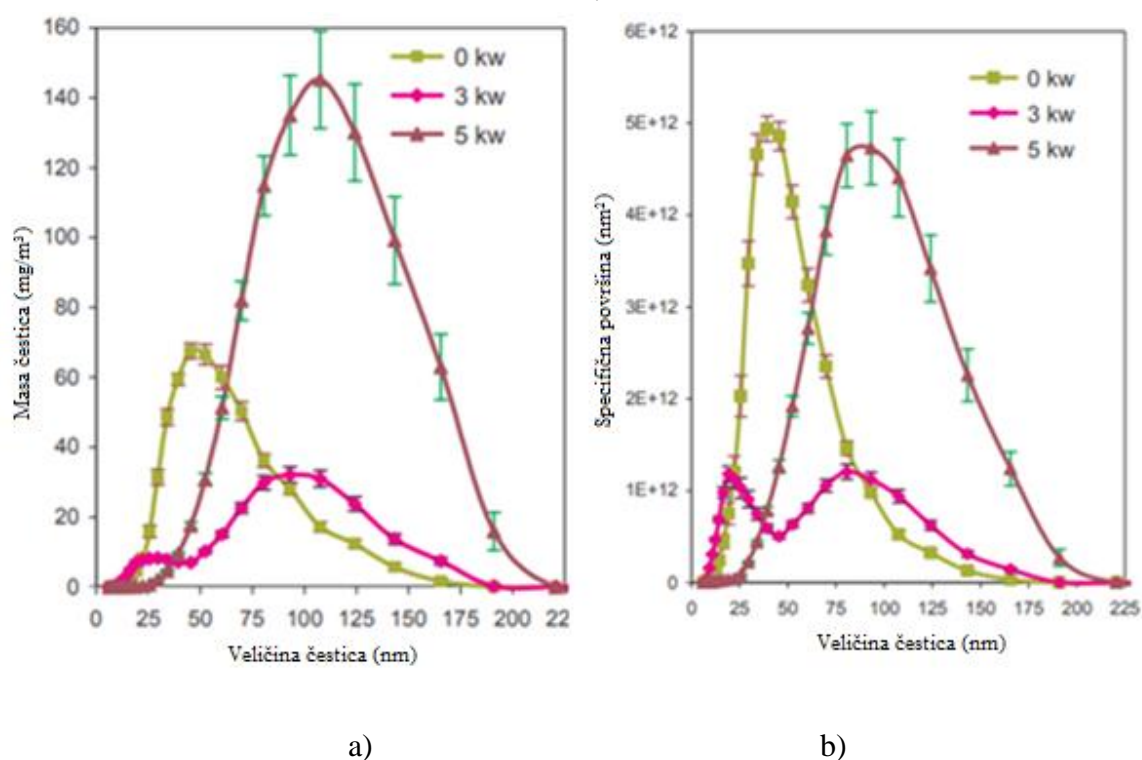 160
140
120
100
80
60
40
20
0
Masa čestica (mg/m³)
0 kw
3 kw
5 kw
0 25 50 75 100 125 150 175 200 22
Veličina čestica (nm)
a)
6E+12
5E+12
4E+12
3E+12
2E+12
1E+12
0
Specifična površina (nm²)
0 kw
3 kw
5 kw
0 25 50 75 100 125 150 175 200 225
Veličina čestica (nm)
b)